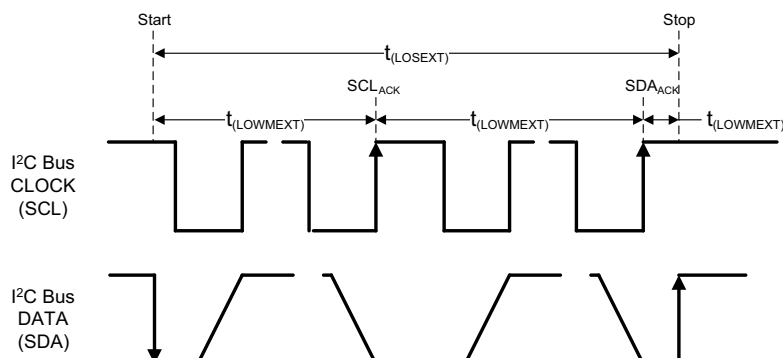 Start Stop
t(LOSEXT)
SCLACK SDAACK
t(LOWMEXT) t(LOWMEXT) t(LOWMEXT)
I²C Bus
CLOCK
(SCL)
I²C Bus
DATA
(SDA)